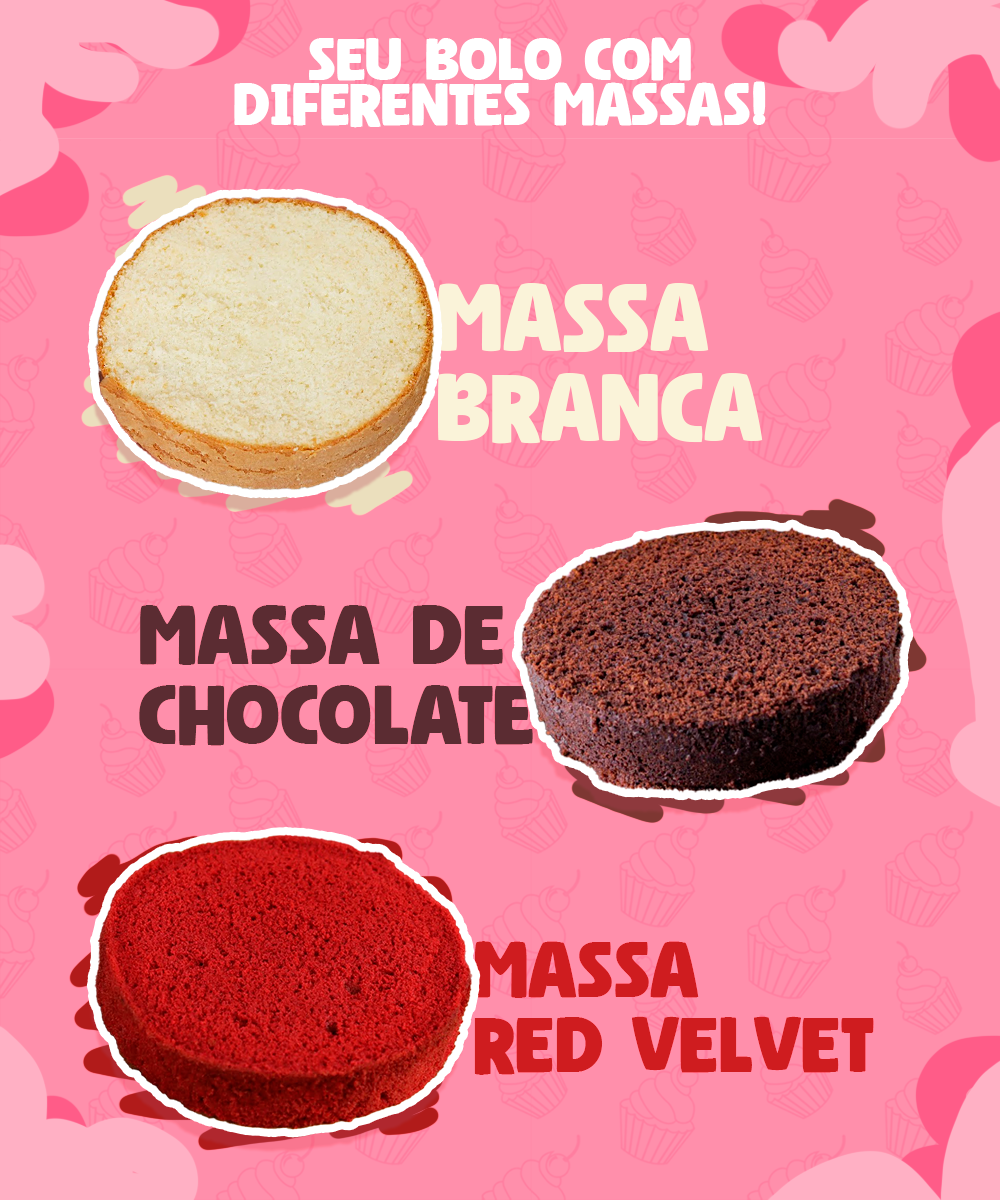 SEU BOLO COM
DIFERENTES MASSAS!
MASSA
BRANCA
MASSA DE
CHOCOLATE
MASSA
RED VELVET